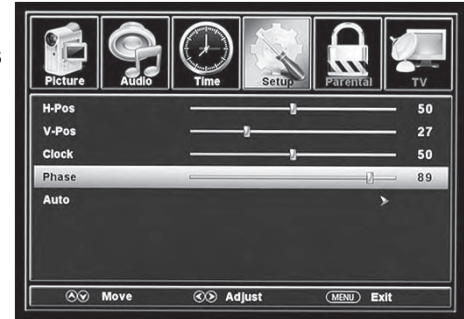 Picture Audio Time Setup Parental TV
H-Pos 50
V-Pos 27
Clock 50
Phase 89
Auto
Move Adjust MENU Exit